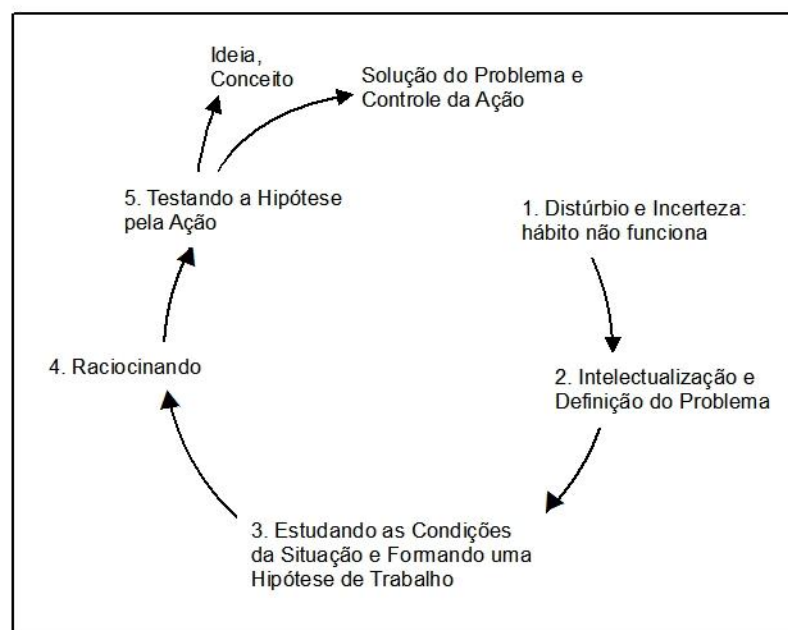 Ideia,
Conceito
Solução do Problema e
Controle da Ação
5. Testando a Hipótese
pela Ação
1. Distúrbio e Incerteza:
hábito não funciona
4. Raciocinando
2. Intelectualização e
Definição do Problema
3. Estudando as Condições
da Situação e Formando uma
Hipótese de Trabalho